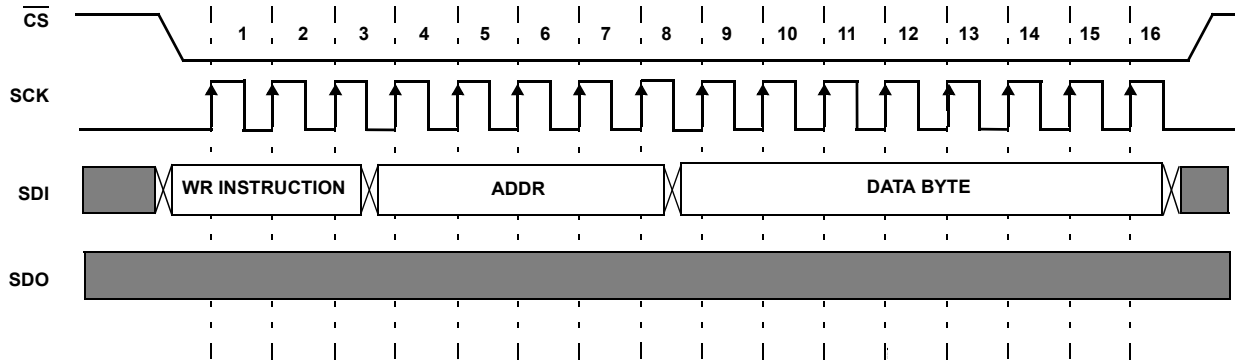 CS
1 2 3 4 5 6 7 8 9 10 11 12 13 14 15 16
SCK
SDI WR INSTRUCTION ADDR DATA BYTE
SDO